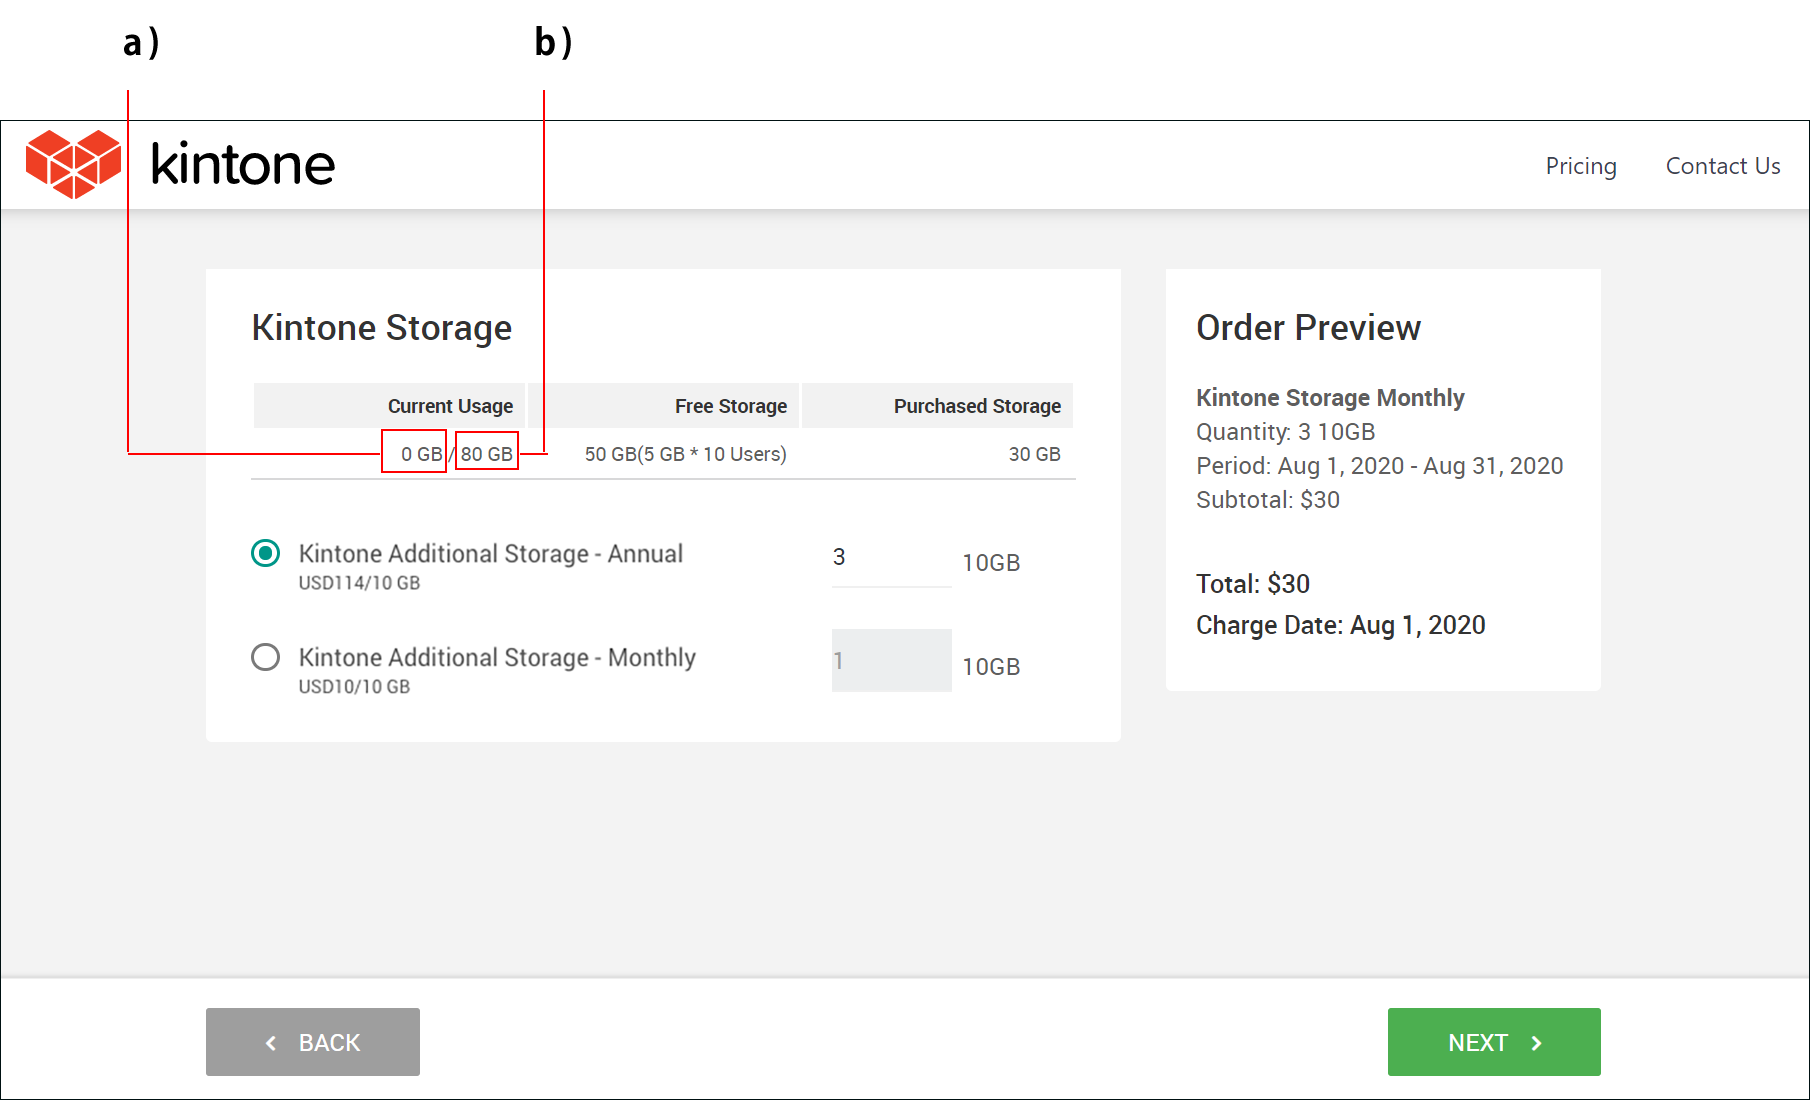 a)
b)
kintone
Pricing
Contact Us
Kintone Storage
Current Usage
Free Storage
Purchased Storage
0 GB / 80 GB
50 GB(5 GB * 10 Users)
30 GB
Kintone Additional Storage - Annual
USD114/10 GB
3
10GB
Kintone Additional Storage - Monthly
USD10/10 GB
1
10GB
Order Preview
Kintone Storage Monthly
Quantity: 3 10GB
Period: Aug 1, 2020 - Aug 31, 2020
Subtotal: $30
Total: $30
Charge Date: Aug 1, 2020
BACK
NEXT